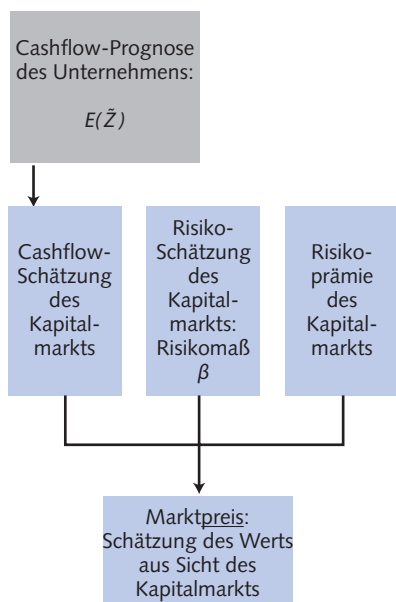 Cashflow-Prognose
des Unternehmens:
E(Z̃)
Cashflow-
Schätzung
des
Kapital-
markts
Risiko-
Schätzung
des
Kapital-
markts:
Risikomaß
β
Risiko-
prämie
des
Kapital-
markts
Marktpreis:
Schätzung des Werts
aus Sicht des
Kapitalmarkts